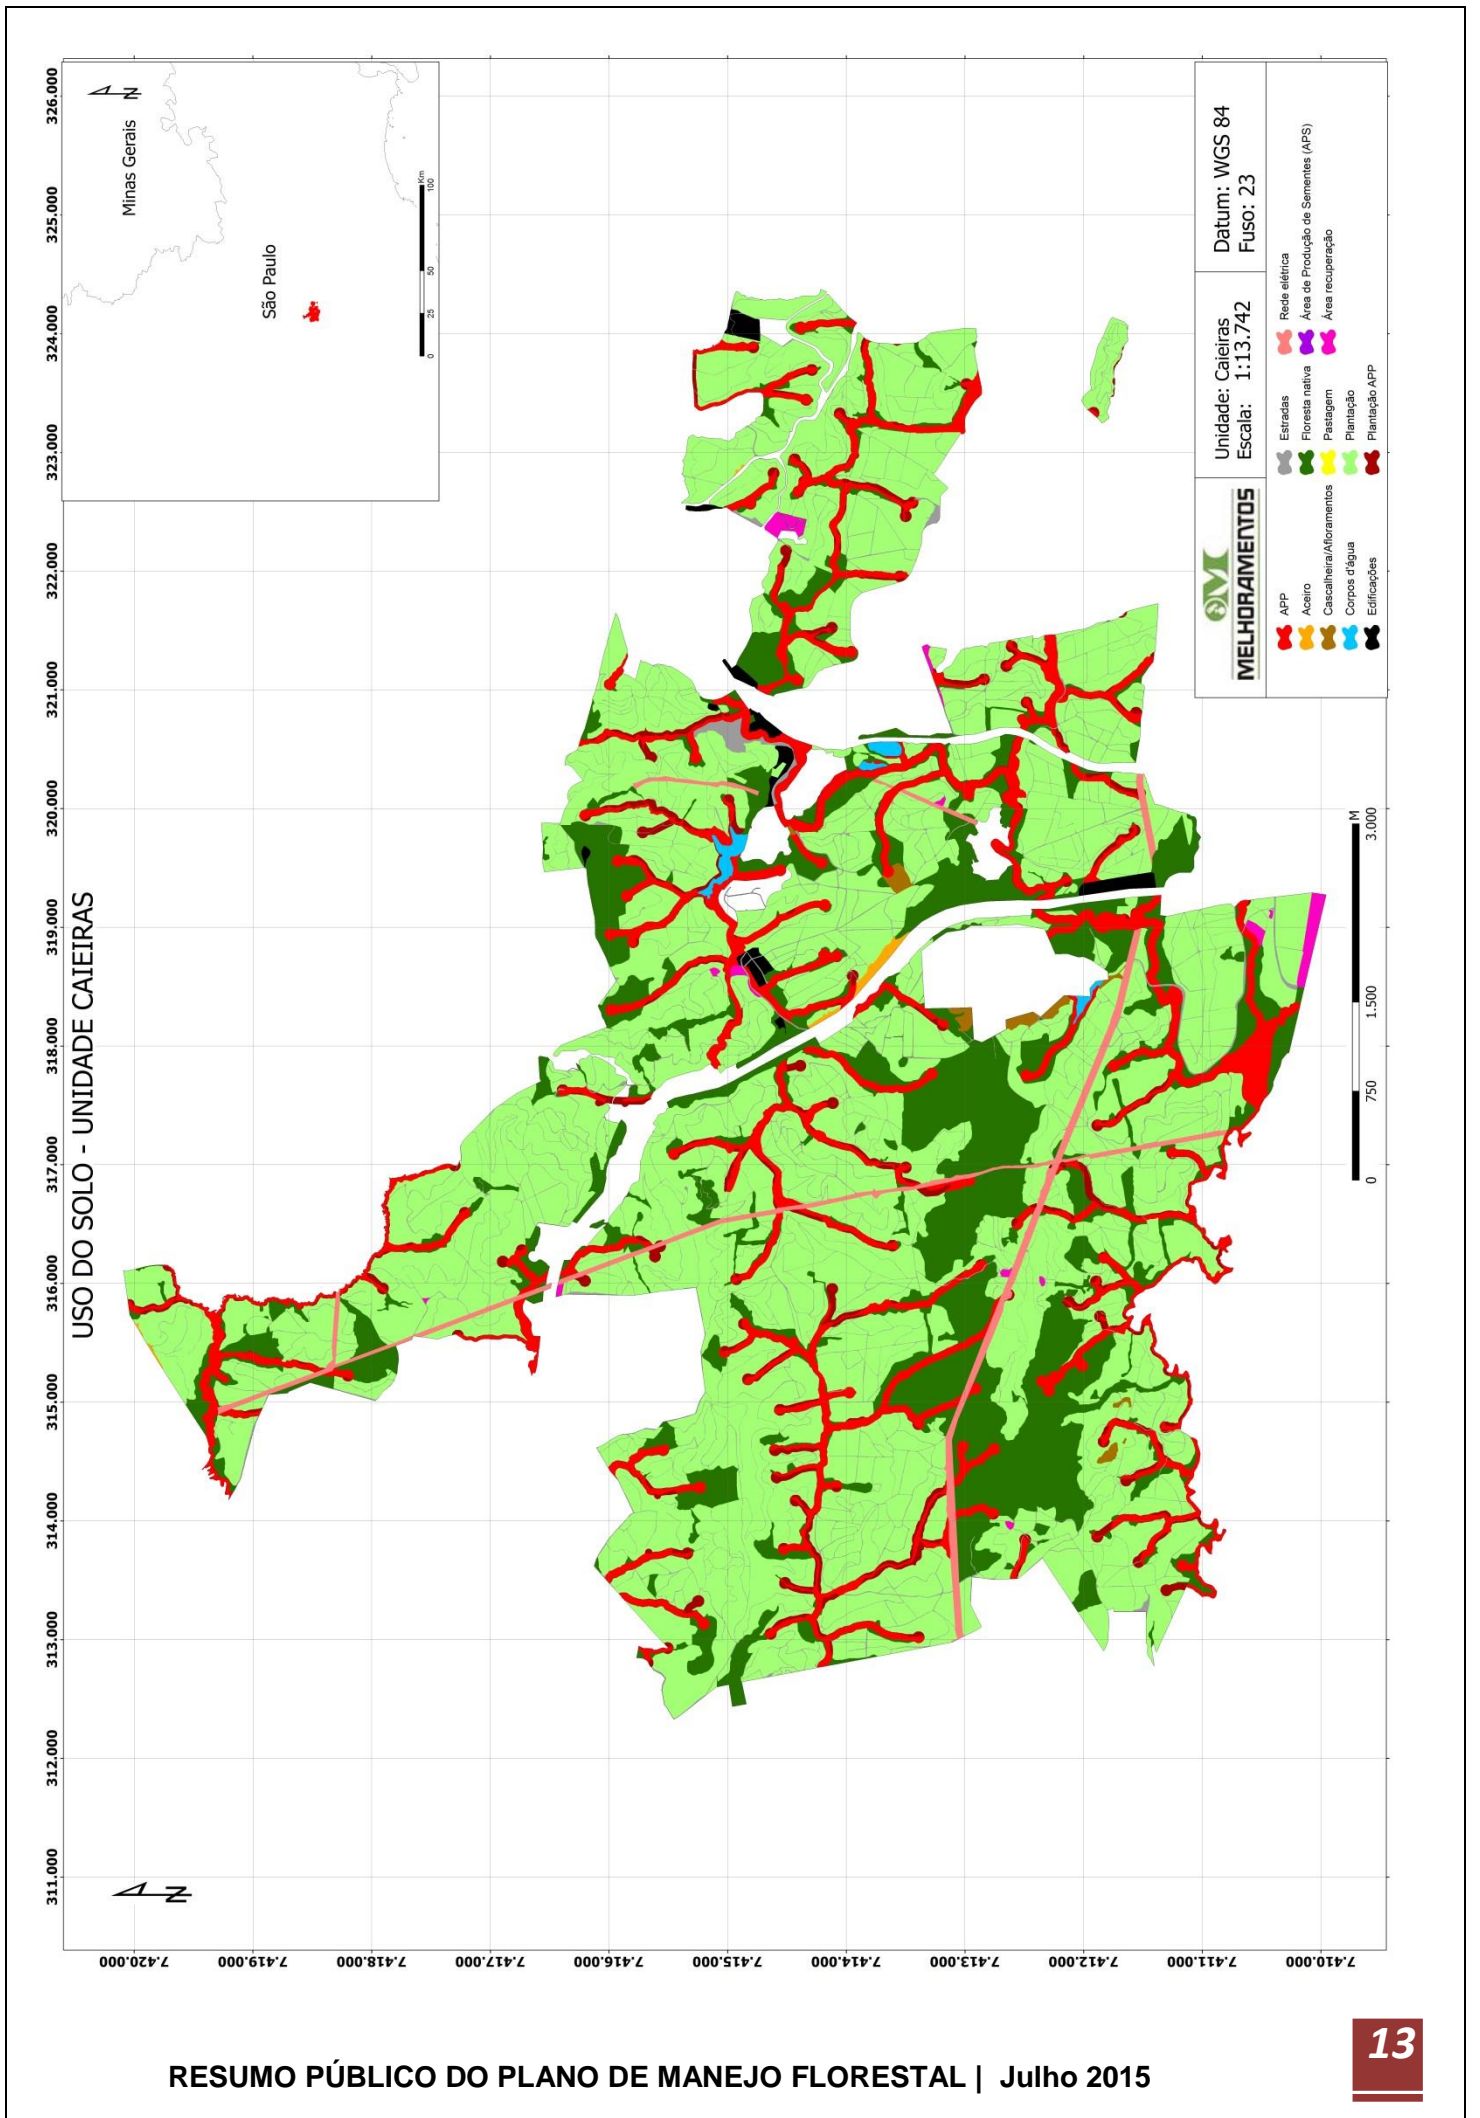 USO DO SOLO - UNIDADE CAIEIRAS
N
311.000
312.000
313.000
314.000
315.000
316.000
317.000
318.000
319.000
320.000
321.000
322.000
323.000
324.000
325.000
326.000
7.420.000
7.419.000
7.418.000
7.417.000
7.416.000
7.415.000
7.414.000
7.413.000
7.412.000
7.411.000
7.410.000
N
Minas Gerais
São Paulo
0 25 50 100 Km
0 750 1.500 3.000 M
MELHORAMENTOS
Unidade: Caieiras
Escala: 1:13.742
Datum: WGS 84
Fuso: 23
APP
Aceiro
Cascalheira/Afloramentos
Corpos d'água
Edificações
Estradas
Floresta nativa
Pastagem
Plantação
Plantação APP
Rede elétrica
Área de Produção de Sementes (APS)
Área recuperação
RESUMO PÚBLICO DO PLANO DE MANEJO FLORESTAL | Julho 2015
13